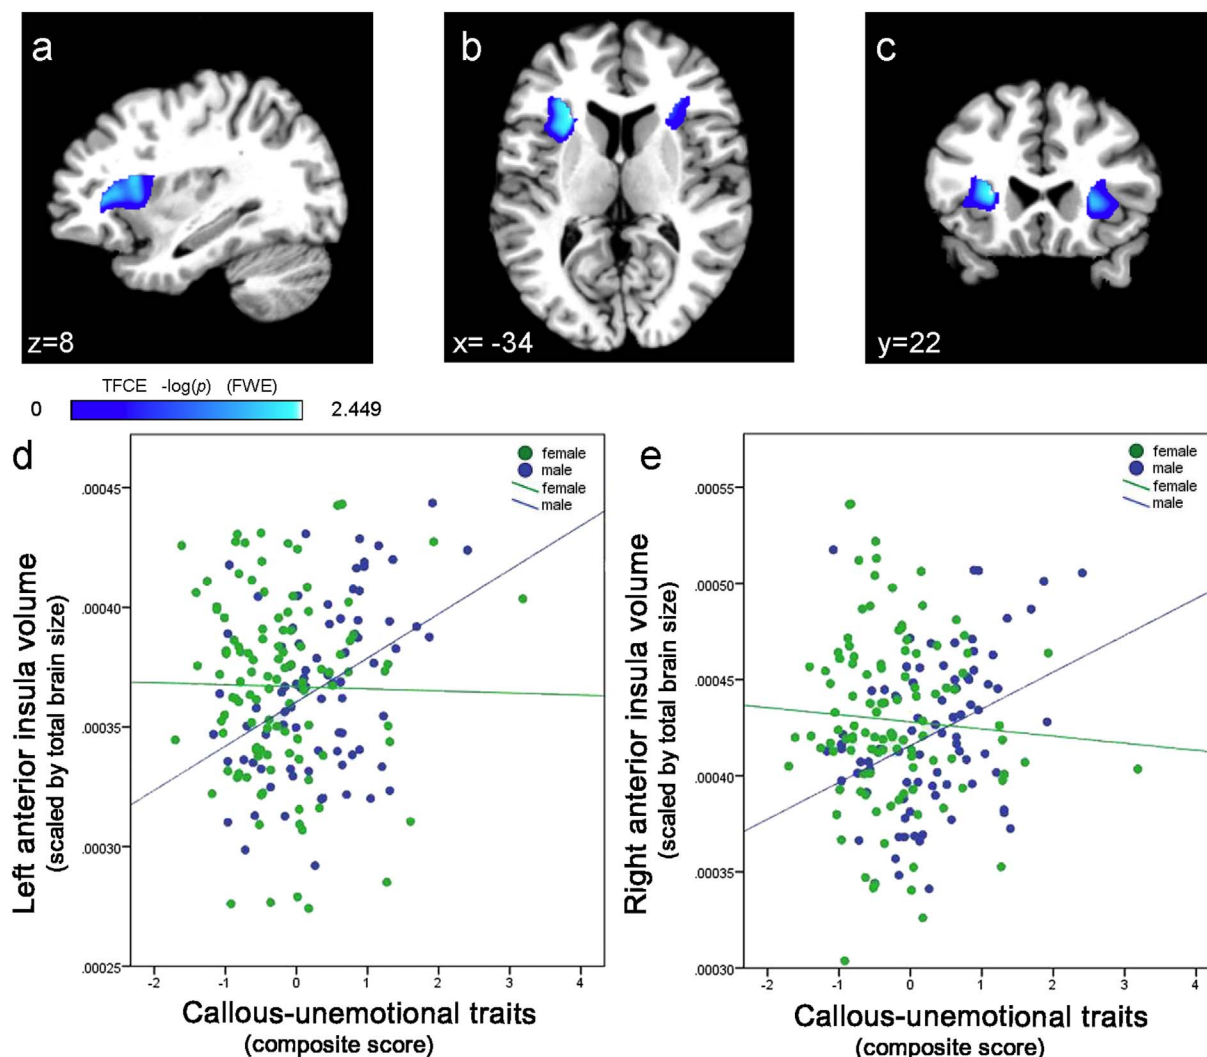 a
b
c
z=8
x= -34
y=22
TFCE -log(p) (FWE)
0
2.449
d
female
male
female
male
.00045
.00040
.00035
.00030
.00025
Left anterior insula volume
(scaled by total brain size)
-2 -1 0 1 2 3 4
Callous-unemotional traits
(composite score)
e
female
male
female
male
.00055
.00050
.00045
.00040
.00035
.00030
Right anterior insula volume
(scaled by total brain size)
-2 -1 0 1 2 3 4
Callous-unemotional traits
(composite score)